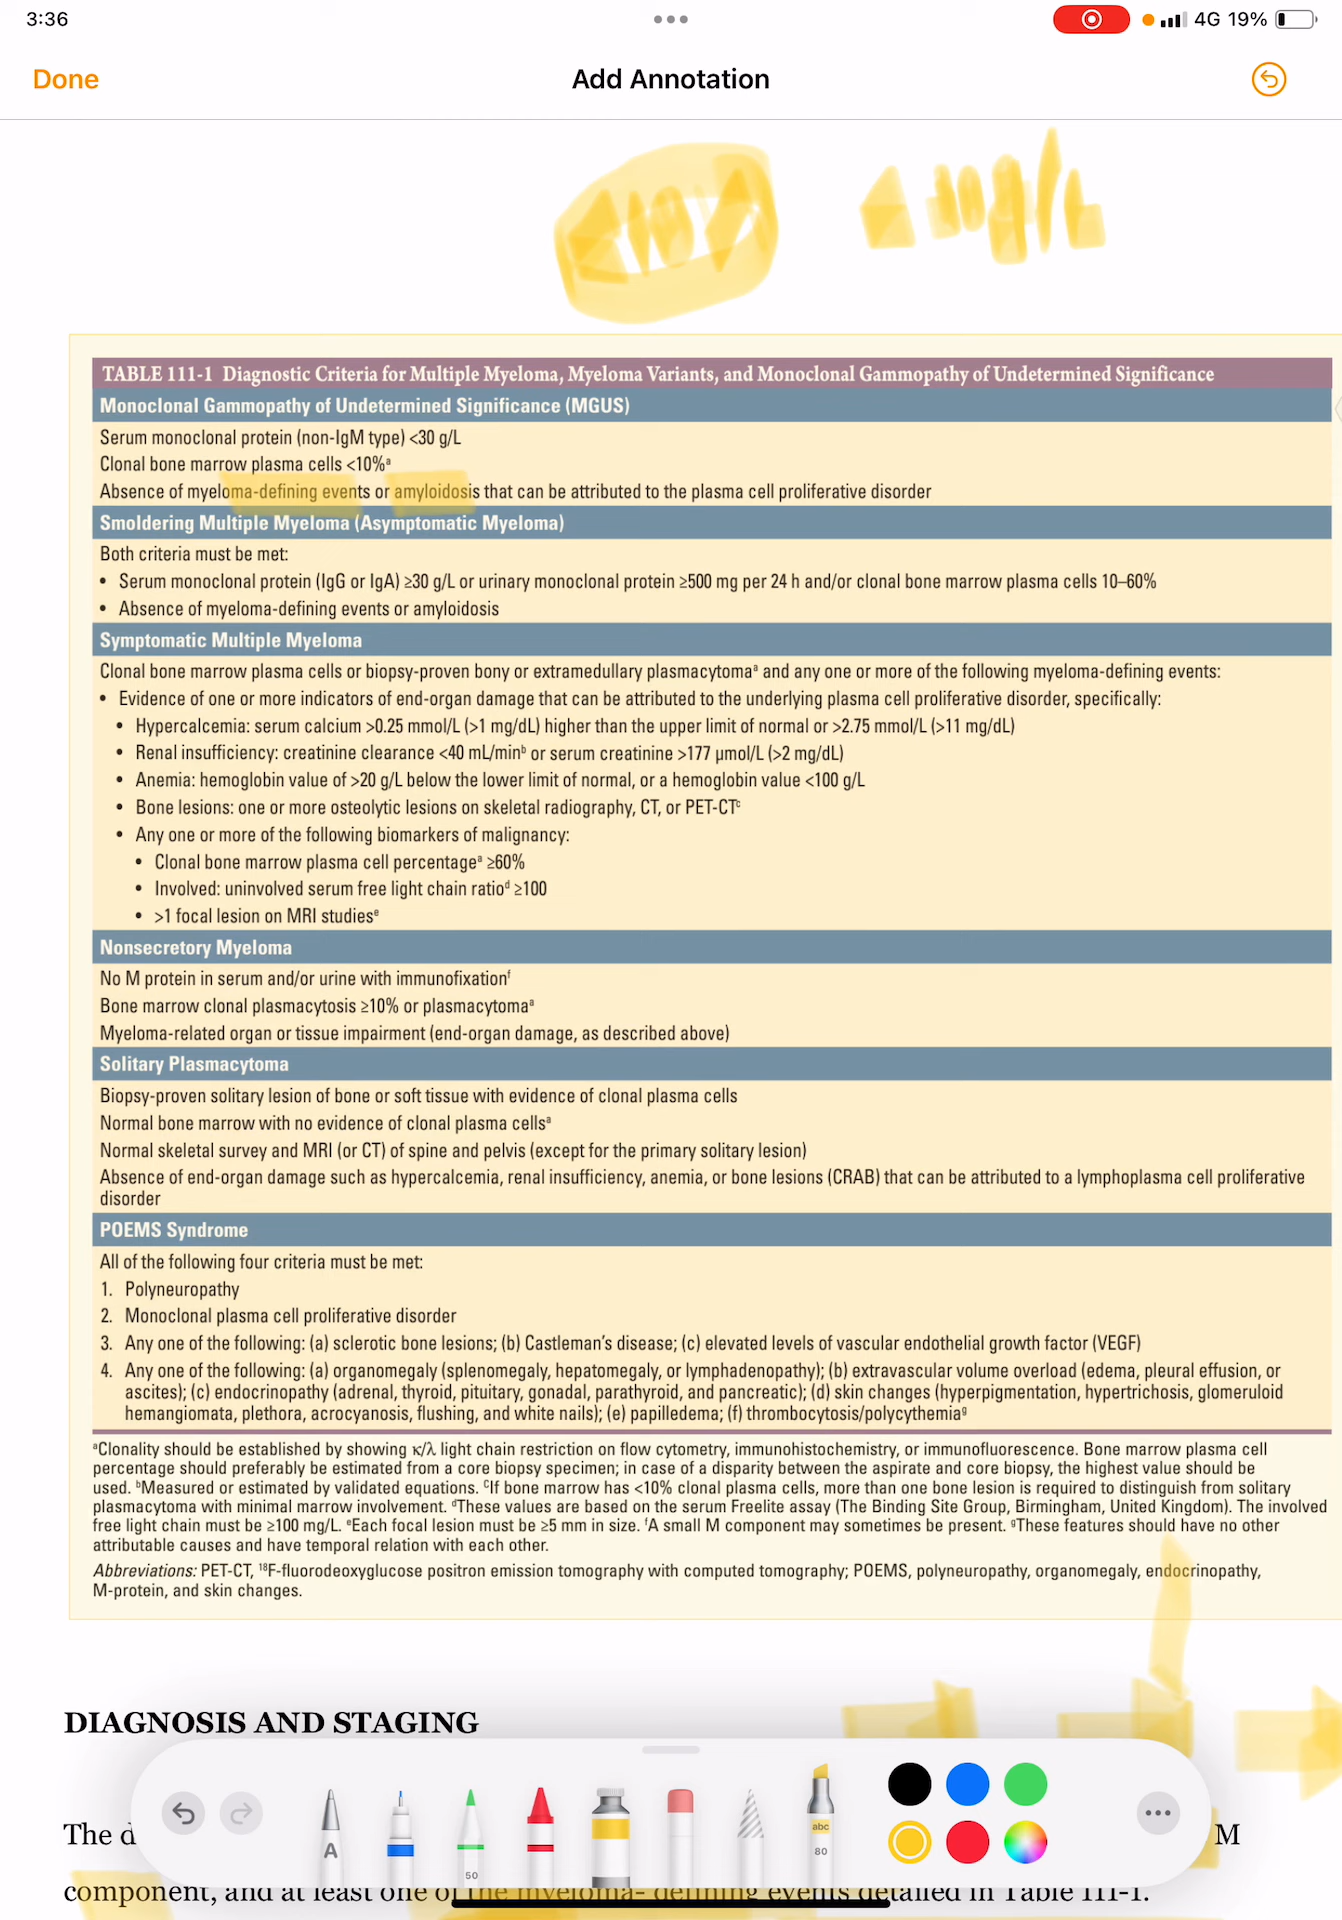 3:36
4G 19%
Done
Add Annotation
TABLE 111-1 Diagnostic Criteria for Multiple Myeloma, Myeloma Variants, and Monoclonal Gammopathy of Undetermined Significance
Monoclonal Gammopathy of Undetermined Significance (MGUS)
Serum monoclonal protein (non-IgM type) <30 g/L
Clonal bone marrow plasma cells <10%ᵃ
Absence of myeloma-defining events or amyloidosis that can be attributed to the plasma cell proliferative disorder
Smoldering Multiple Myeloma (Asymptomatic Myeloma)
Both criteria must be met:
• Serum monoclonal protein (IgG or IgA) ≥30 g/L or urinary monoclonal protein ≥500 mg per 24 h and/or clonal bone marrow plasma cells 10–60%
• Absence of myeloma-defining events or amyloidosis
Symptomatic Multiple Myeloma
Clonal bone marrow plasma cells or biopsy-proven bony or extramedullary plasmacytomaᵃ and any one or more of the following myeloma-defining events:
• Evidence of one or more indicators of end-organ damage that can be attributed to the underlying plasma cell proliferative disorder, specifically:
• Hypercalcemia: serum calcium >0.25 mmol/L (>1 mg/dL) higher than the upper limit of normal or >2.75 mmol/L (>11 mg/dL)
• Renal insufficiency: creatinine clearance <40 mL/minᵇ or serum creatinine >177 μmol/L (>2 mg/dL)
• Anemia: hemoglobin value of >20 g/L below the lower limit of normal, or a hemoglobin value <100 g/L
• Bone lesions: one or more osteolytic lesions on skeletal radiography, CT, or PET-CTᶜ
• Any one or more of the following biomarkers of malignancy:
• Clonal bone marrow plasma cell percentageᵃ ≥60%
• Involved: uninvolved serum free light chain ratioᵈ ≥100
• >1 focal lesion on MRI studiesᵉ
Nonsecretory Myeloma
No M protein in serum and/or urine with immunofixationᶠ
Bone marrow clonal plasmacytosis ≥10% or plasmacytomaᵃ
Myeloma-related organ or tissue impairment (end-organ damage, as described above)
Solitary Plasmacytoma
Biopsy-proven solitary lesion of bone or soft tissue with evidence of clonal plasma cells
Normal bone marrow with no evidence of clonal plasma cellsᵃ
Normal skeletal survey and MRI (or CT) of spine and pelvis (except for the primary solitary lesion)
Absence of end-organ damage such as hypercalcemia, renal insufficiency, anemia, or bone lesions (CRAB) that can be attributed to a lymphoplasma cell proliferative
disorder
POEMS Syndrome
All of the following four criteria must be met:
1. Polyneuropathy
2. Monoclonal plasma cell proliferative disorder
3. Any one of the following: (a) sclerotic bone lesions; (b) Castleman's disease; (c) elevated levels of vascular endothelial growth factor (VEGF)
4. Any one of the following: (a) organomegaly (splenomegaly, hepatomegaly, or lymphadenopathy); (b) extravascular volume overload (edema, pleural effusion, or
ascites); (c) endocrinopathy (adrenal, thyroid, pituitary, gonadal, parathyroid, and pancreatic); (d) skin changes (hyperpigmentation, hypertrichosis, glomeruloid
hemangiomata, plethora, acrocyanosis, flushing, and white nails); (e) papilledema; (f) thrombocytosis/polycythemiaᵍ
ᵃClonality should be established by showing κ/λ light chain restriction on flow cytometry, immunohistochemistry, or immunofluorescence. Bone marrow plasma cell
percentage should preferably be estimated from a core biopsy specimen; in case of a disparity between the aspirate and core biopsy, the highest value should be
used. ᵇMeasured or estimated by validated equations. ᶜIf bone marrow has <10% clonal plasma cells, more than one bone lesion is required to distinguish from solitary
plasmacytoma with minimal marrow involvement. ᵈThese values are based on the serum Freelite assay (The Binding Site Group, Birmingham, United Kingdom). The involved
free light chain must be ≥100 mg/L. ᵉEach focal lesion must be ≥5 mm in size. ᶠA small M component may sometimes be present. ᵍThese features should have no other
attributable causes and have temporal relation with each other.
Abbreviations: PET-CT, ¹⁸F-fluorodeoxyglucose positron emission tomography with computed tomography; POEMS, polyneuropathy, organomegaly, endocrinopathy,
M-protein, and skin changes.
DIAGNOSIS AND STAGING
The d M
component, and at least one of the myeloma- defining events detailed in Table 111-1.
A
50
abc
80